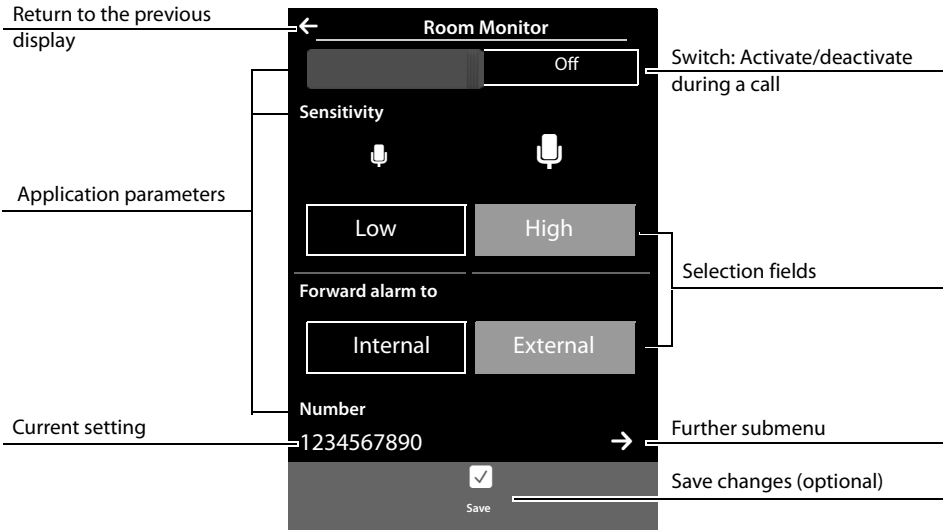 Return to the previous
display
Room Monitor
Off
Switch: Activate/deactivate
during a call
Sensitivity
Application parameters
Low
High
Selection fields
Forward alarm to
Internal
External
Number
Current setting
1234567890
Further submenu
Save changes (optional)
Save